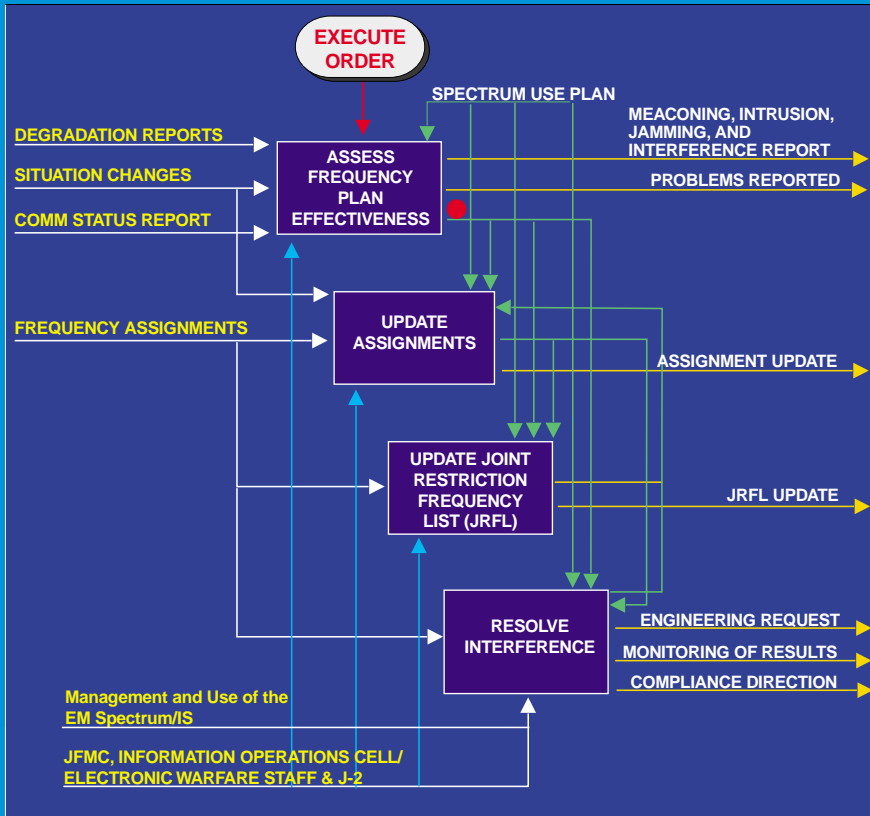 EXECUTE
ORDER
SPECTRUM USE PLAN
MEACONING, INTRUSION,
JAMMING, AND
INTERFERENCE REPORT
DEGRADATION REPORTS
ASSESS
FREQUENCY
PLAN
EFFECTIVENESS
SITUATION CHANGES
PROBLEMS REPORTED
COMM STATUS REPORT
FREQUENCY ASSIGNMENTS
UPDATE
ASSIGNMENTS
ASSIGNMENT UPDATE
UPDATE JOINT
RESTRICTION
FREQUENCY
LIST (JRFL)
JRFL UPDATE
RESOLVE
INTERFERENCE
ENGINEERING REQUEST
MONITORING OF RESULTS
COMPLIANCE DIRECTION
Management and Use of the
EM Spectrum/IS
JFMC, INFORMATION OPERATIONS CELL/
ELECTRONIC WARFARE STAFF & J-2